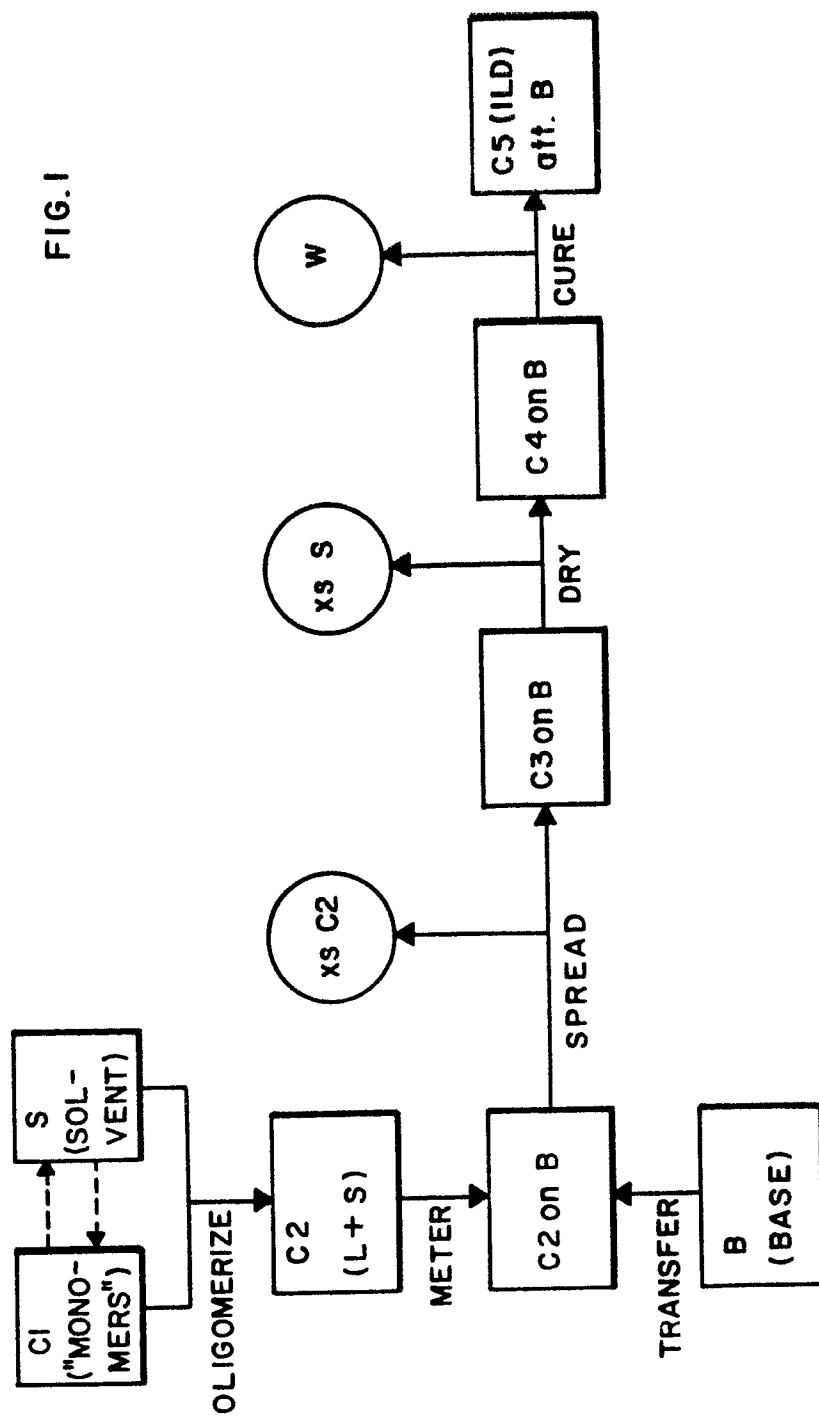 FIG.1
C1
("MONO-
MERS")
S
(SOL-
VENT)
OLIGOMERIZE
C2
(L+S)
METER
C2 on B
TRANSFER
B
(BASE)
SPREAD
xs C2
C3 on B
DRY
xs S
C4 on B
CURE
W
C5 (ILD)
att. B